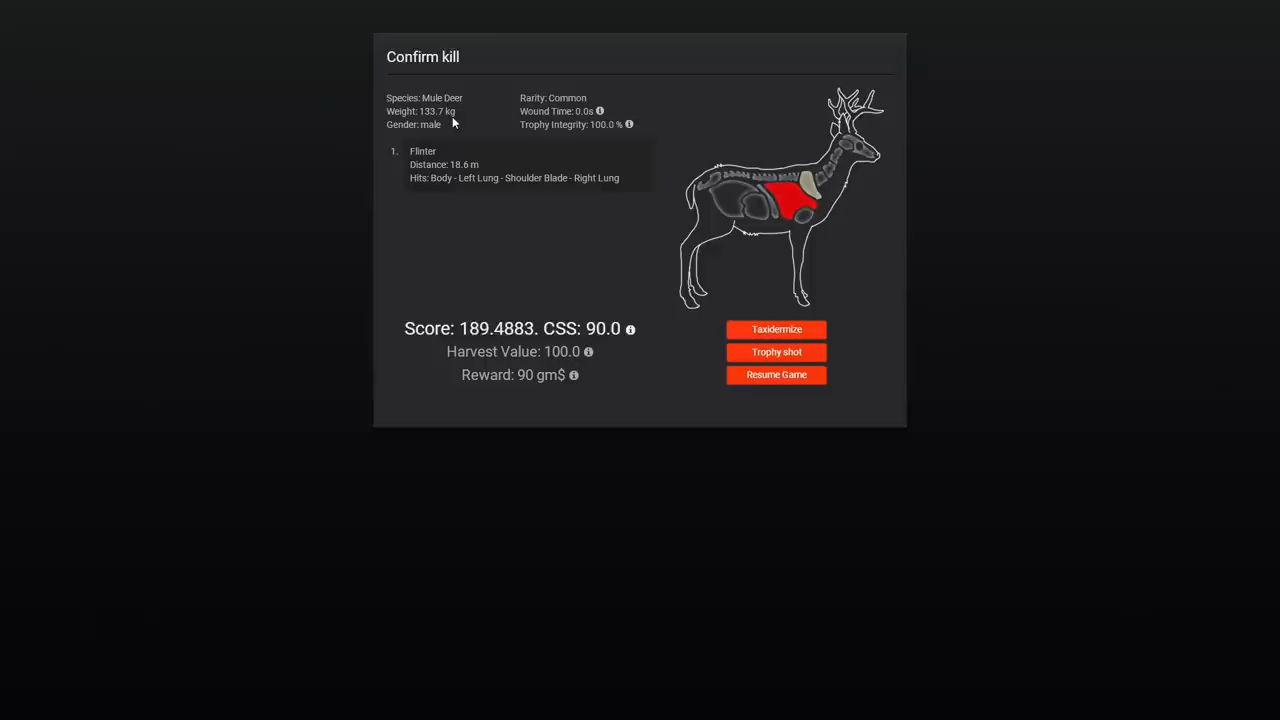 Confirm kill
Species: Mule Deer
Weight: 133.7 kg
Gender: male
Rarity: Common
Wound Time: 0.0s
Trophy Integrity: 100.0 %
1. Flinter
Distance: 18.6 m
Hits: Body - Left Lung - Shoulder Blade - Right Lung
Score: 189.4883. CSS: 90.0
Harvest Value: 100.0
Reward: 90 gm$
Taxidermize
Trophy shot
Resume Game